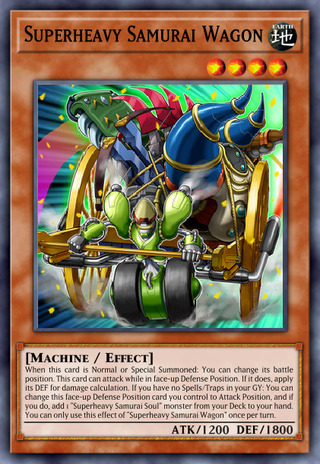 Superheavy Samurai Wagon
EARTH
地
[Machine / Effect]
When this card is Normal or Special Summoned: You can change its battle
position. This card can attack while in face-up Defense Position. If it does, apply
its DEF for damage calculation. If you have no Spells/Traps in your GY: You can
change this face-up Defense Position card you control to Attack Position, and if
you do, add 1 "Superheavy Samurai Soul" monster from your Deck to your hand.
You can only use this effect of "Superheavy Samurai Wagon" once per turn.
ATK/1200 DEF/1800